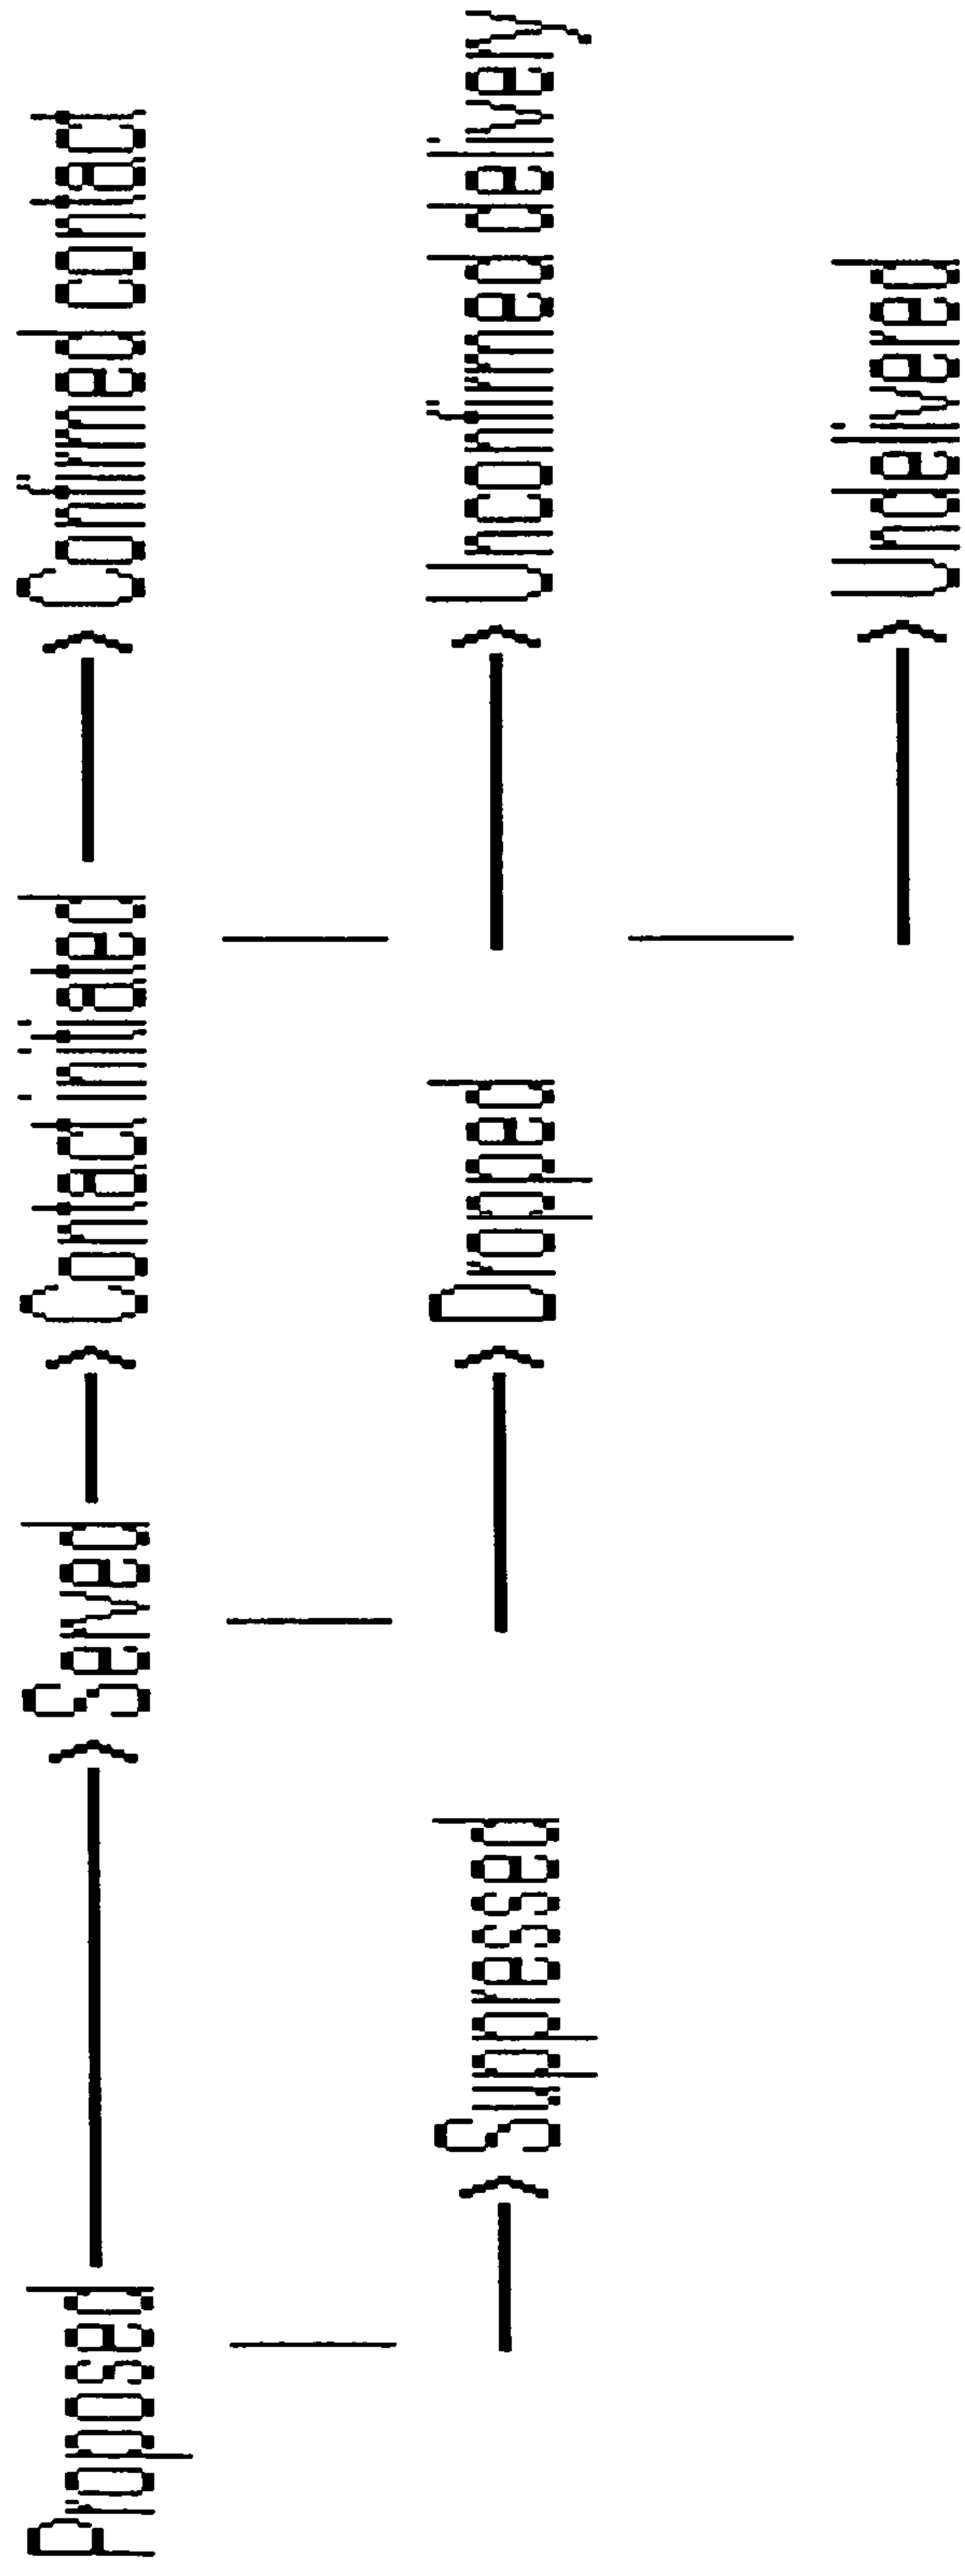 Proposed --> Served --> Contact initiated --> Confirmed contact
Suppressed
Dropped
Unconfirmed delivery
Undelivered